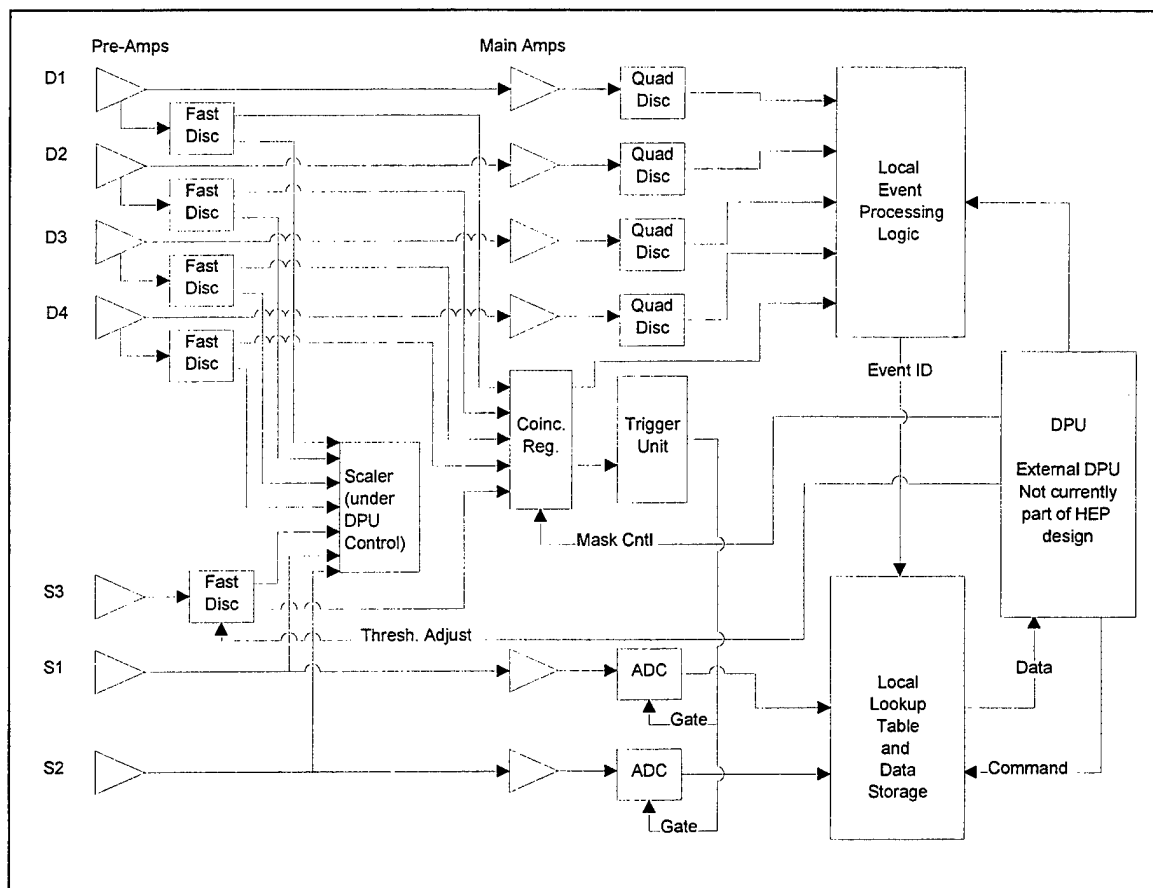 Pre-Amps
Main Amps
D1
Quad
Disc
Fast
Disc
D2
Quad
Disc
Fast
Disc
D3
Quad
Disc
Fast
Disc
D4
Quad
Disc
Fast
Disc
Local
Event
Processing
Logic
Event ID
Coinc.
Reg.
Trigger
Unit
DPU
External DPU
Not currently
part of HEP
design
Scaler
(under
DPU
Control)
Mask Cntl
S3
Fast
Disc
Thresh. Adjust
S1
ADC
Gate
Data
Local
Lookup
Table
and
Data
Storage
S2
ADC
Gate
Command